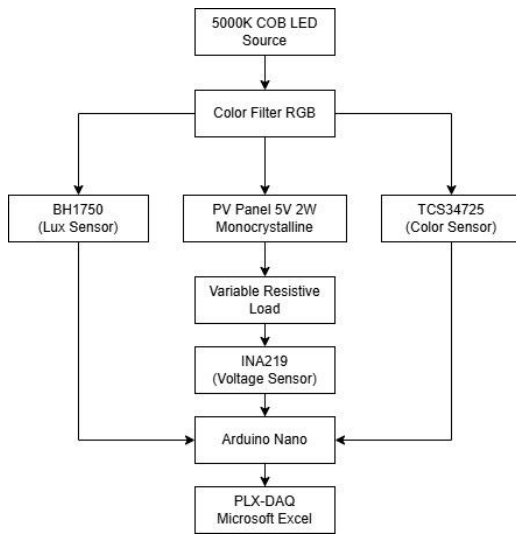 5000K COB LED
Source
Color Filter RGB
BH1750
(Lux Sensor)
PV Panel 5V 2W
Monocrystalline
TCS34725
(Color Sensor)
Variable Resistive
Load
INA219
(Voltage Sensor)
Arduino Nano
PLX-DAQ
Microsoft Excel